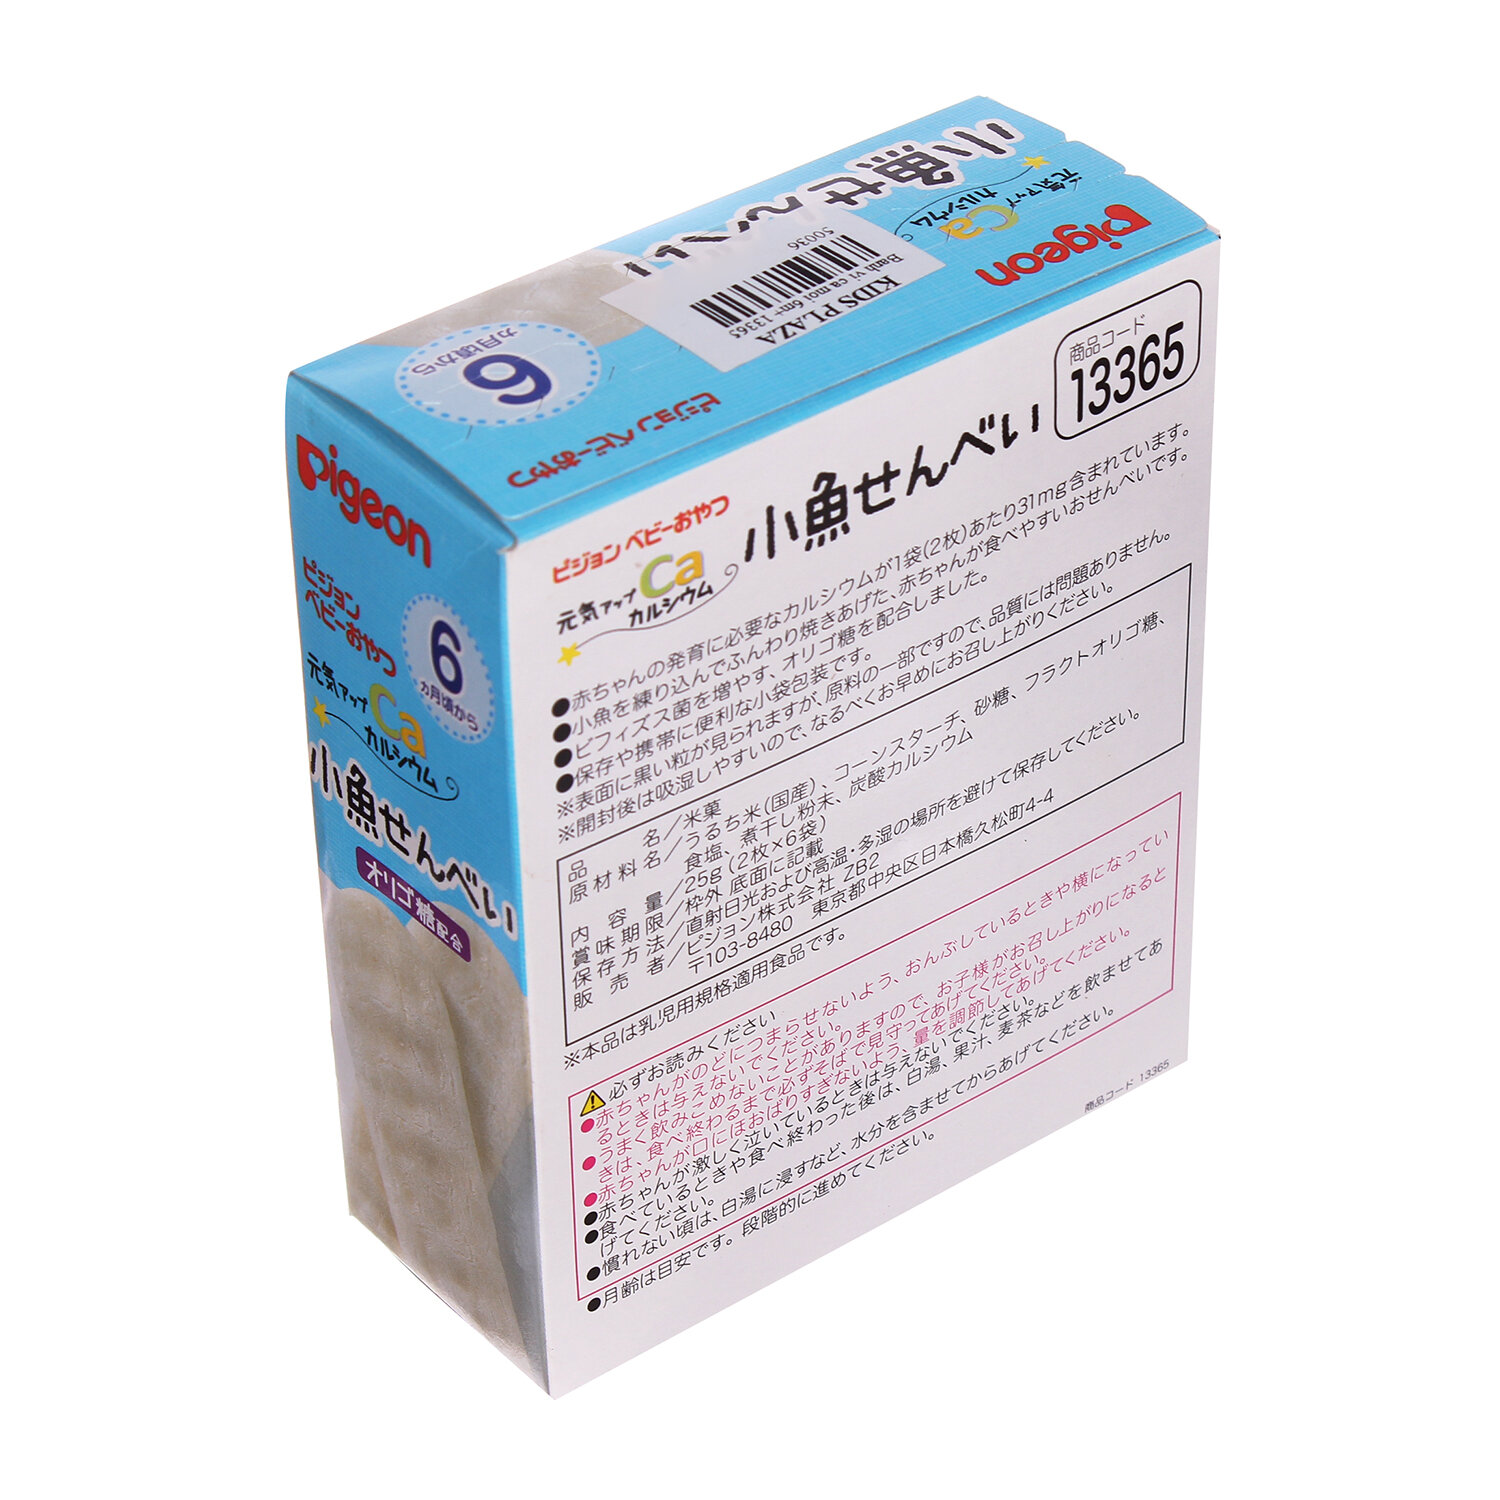 小魚せんべい
元気アップ
Ca
カルシウム
Pigeon
50036
Banh vi ca moi 6m+ 13365
KIDS PLAZA
6
カ月頃から
ピジョン ベビーおやつ
Pigeon
ピジョン
ベビーおやつ
6
カ月頃から
元気アップ
Ca
カルシウム
小魚せんべい
オリゴ糖配合
商品コード
13365
ピジョン ベビーおやつ
元気アップ
Ca
カルシウム
小魚せんべい
●赤ちゃんの発育に必要なカルシウムが1袋(2枚)あたり31mg含まれています。
●小魚を練り込んでふんわり焼きあげた、赤ちゃんが食べやすいおせんべいです。
●ビフィズス菌を増やす、オリゴ糖を配合しました。
●保存や携帯に便利な小袋包装です。
※表面に黒い粒が見られますが、原料の一部ですので、品質には問題ありません。
※開封後は吸湿しやすいので、なるべくお早めにお召し上がりください。
品名／米菓
原材料名／うるち米(国産)、コーンスターチ、砂糖、フラクトオリゴ糖、
食塩、煮干し粉末、炭酸カルシウム
内容量／25g(2枚×6袋)
賞味期限／枠外 底面に記載
保存方法／直射日光および高温・多湿の場所を避けて保存してください。
販売者／ピジョン株式会社 ZB2
〒103-8480 東京都中央区日本橋久松町4-4
※本品は乳児用規格適用食品です。
必ずお読みください
●赤ちゃんがのどにつまらせないよう、おんぶしているときや横になってい
るときは与えないでください。
●うまく飲みこめないことがありますので、お子様がお召し上がりになると
きは、食べ終わるまで必ずそばで見守ってあげてください。
●赤ちゃんが口にほおばりすぎないよう、量を調節してあげてください。
●赤ちゃんが激しく泣いているときは与えないでください。
●食べているときや食べ終わった後は、白湯、果汁、麦茶などを飲ませてあ
げてください。
●慣れない頃は、白湯に浸すなど、水分を含ませてからあげてください。
●月齢は目安です。段階的に進めてください。
商品コード 13365